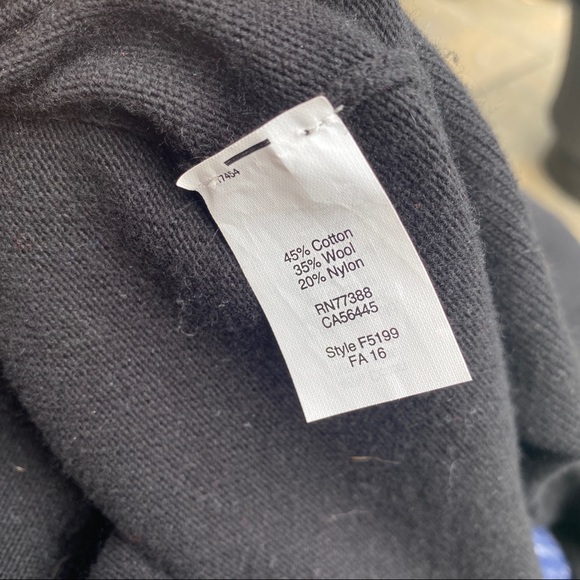 45% Cotton
35% Wool
20% Nylon
RN77388
CA56445
Style F5199
FA 16